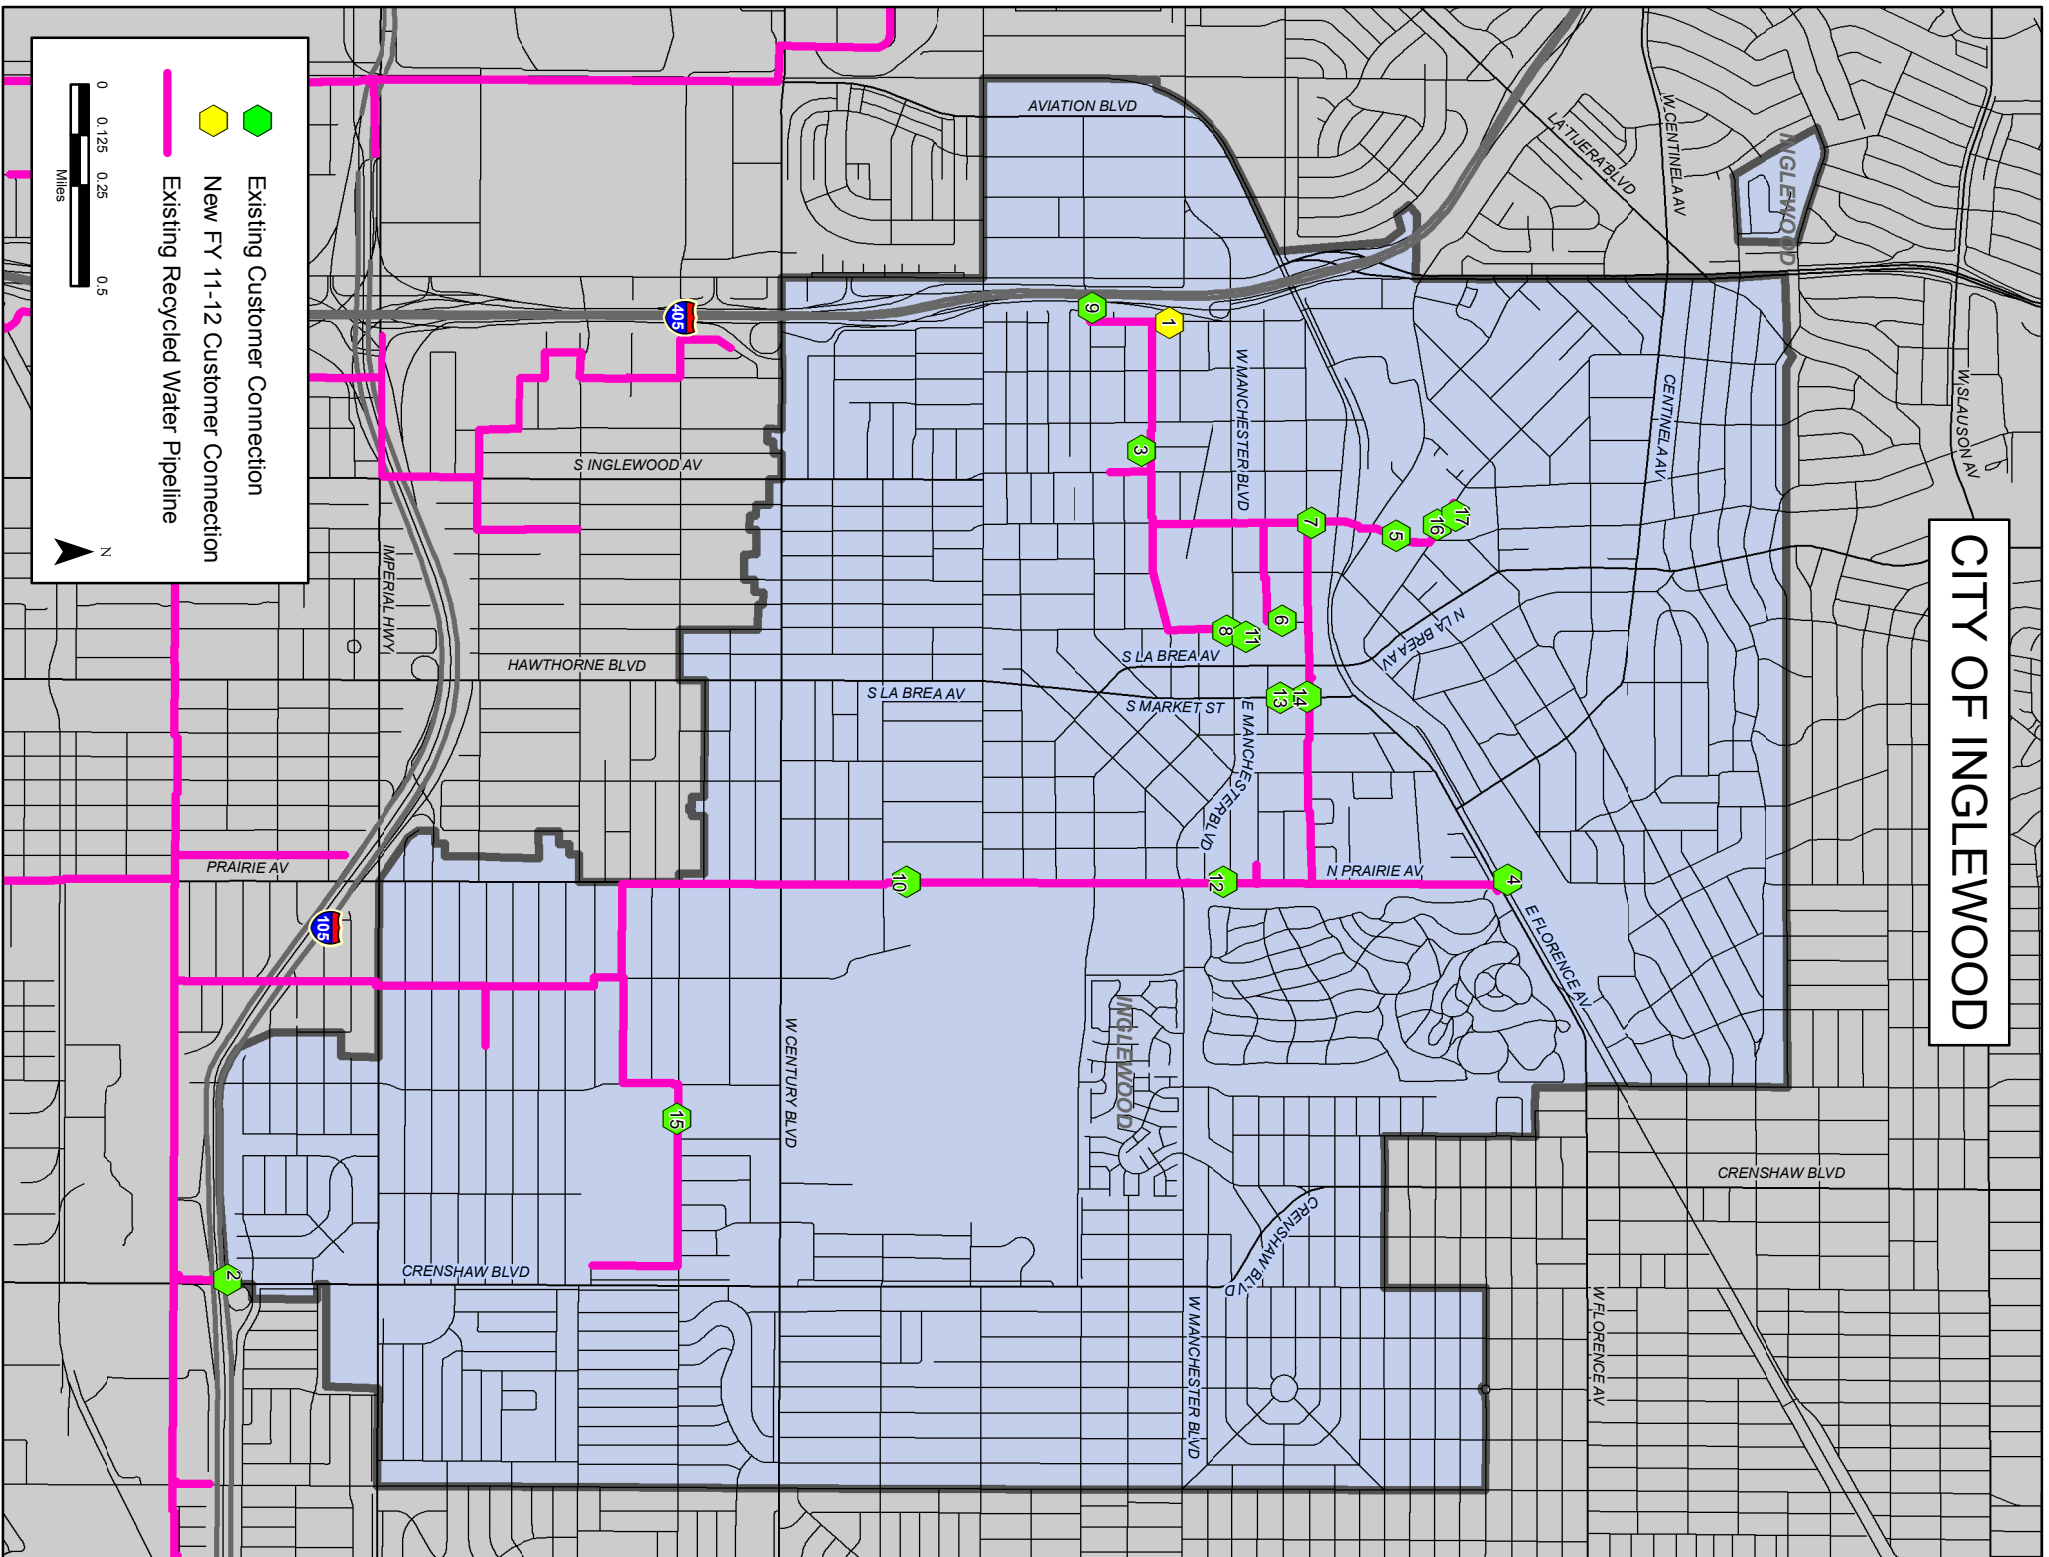 CITY OF INGLEWOOD
W SLAUSON AV
INGLEWOOD
W CENTINELA AV
LA TIJERA BLVD
CENTINELA AV
N LA BREA AV
CRENSHAW BLVD
W FLORENCE AV
E FLORENCE AV
17
16
5
4
7
14
13
6
N PRAIRIE AV
W MANCHESTER BLVD
E MANCHESTER BLVD
11
8
12
CRENSHAW BLVD
W MANCHESTER BLVD
1
3
9
S LA BREA AV
S MARKET ST
INGLEWOOD
AVIATION BLVD
S LA BREA AV
10
W CENTURY BLVD
405
15
S INGLEWOOD AV
HAWTHORNE BLVD
CRENSHAW BLVD
IMPERIAL HWY
105
PRAIRIE AV
2
Existing Customer Connection
New FY 11-12 Customer Connection
Existing Recycled Water Pipeline
0 0.125 0.25 0.5
Miles
N